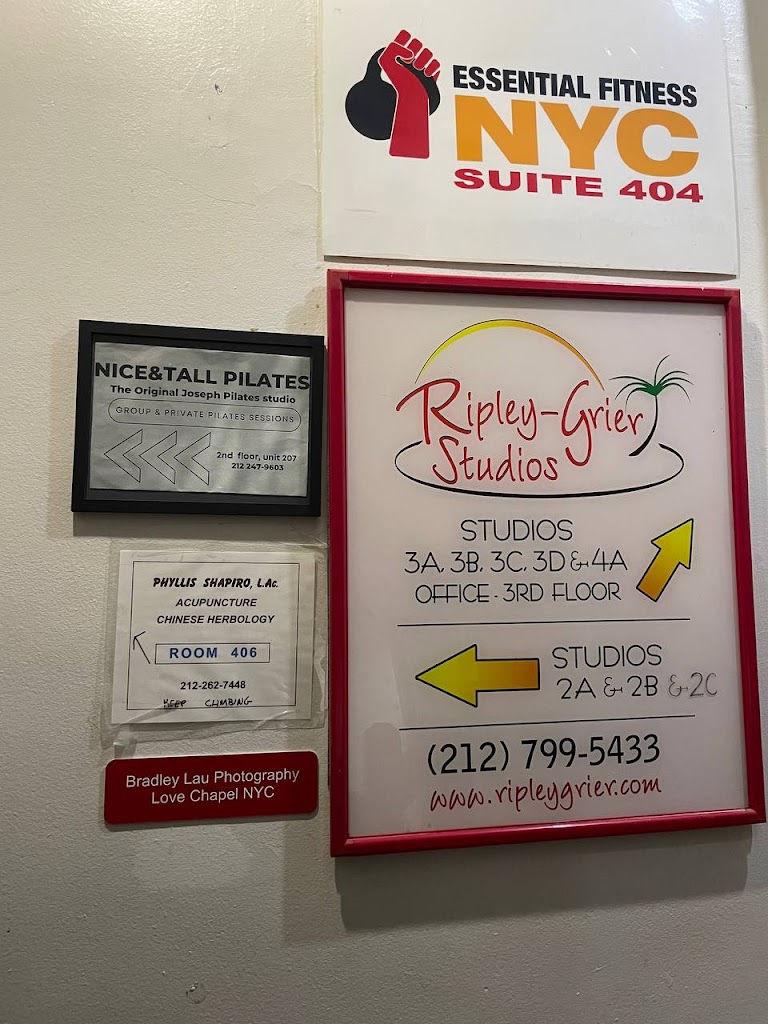 ESSENTIAL FITNESS
NYC
SUITE 404
NICE&TALL PILATES
The Original Joseph Pilates studio
GROUP & PRIVATE PILATES SESSIONS
2nd floor, unit 207
212 247-9603
PHYLLIS SHAPIRO, L.Ac.
ACUPUNCTURE
CHINESE HERBOLOGY
ROOM 406
212-262-7448
KEEP CLIMBING
Bradley Lau Photography
Love Chapel NYC
Ripley-Grier
Studios
STUDIOS
3A, 3B, 3C, 3D & 4A
OFFICE - 3RD FLOOR
STUDIOS
2A & 2B & 2C
(212) 799-5433
www.ripleygrier.com